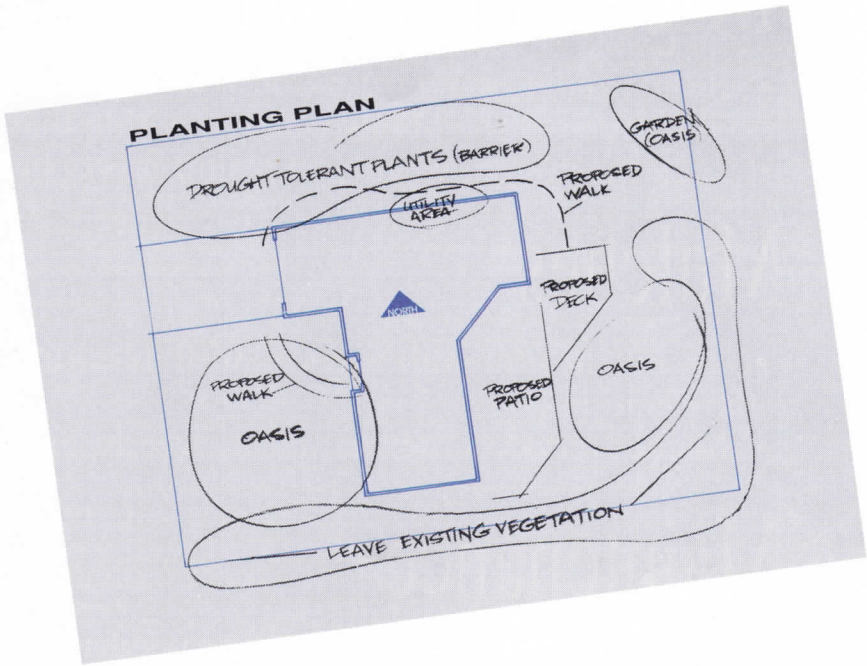 PLANTING PLAN
DROUGHT TOLERANT PLANTS (BARRIER)
GARDEN
(OASIS)
UTILITY
AREA
PROPOSED
WALK
PROPOSED
DECK
NORTH
PROPOSED
WALK
OASIS
PROPOSED
PATIO
OASIS
LEAVE EXISTING VEGETATION